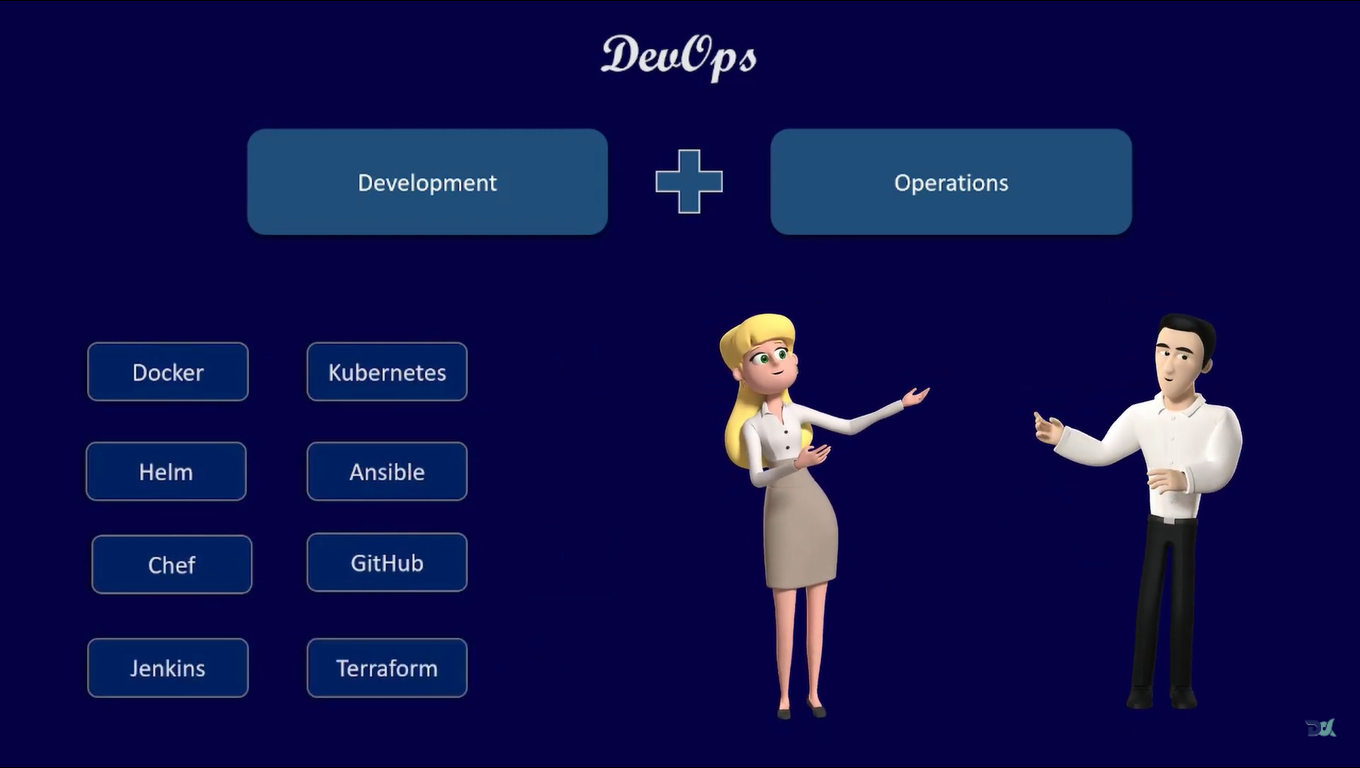 DevOps
Development
Operations
Docker
Kubernetes
Helm
Ansible
Chef
GitHub
Jenkins
Terraform